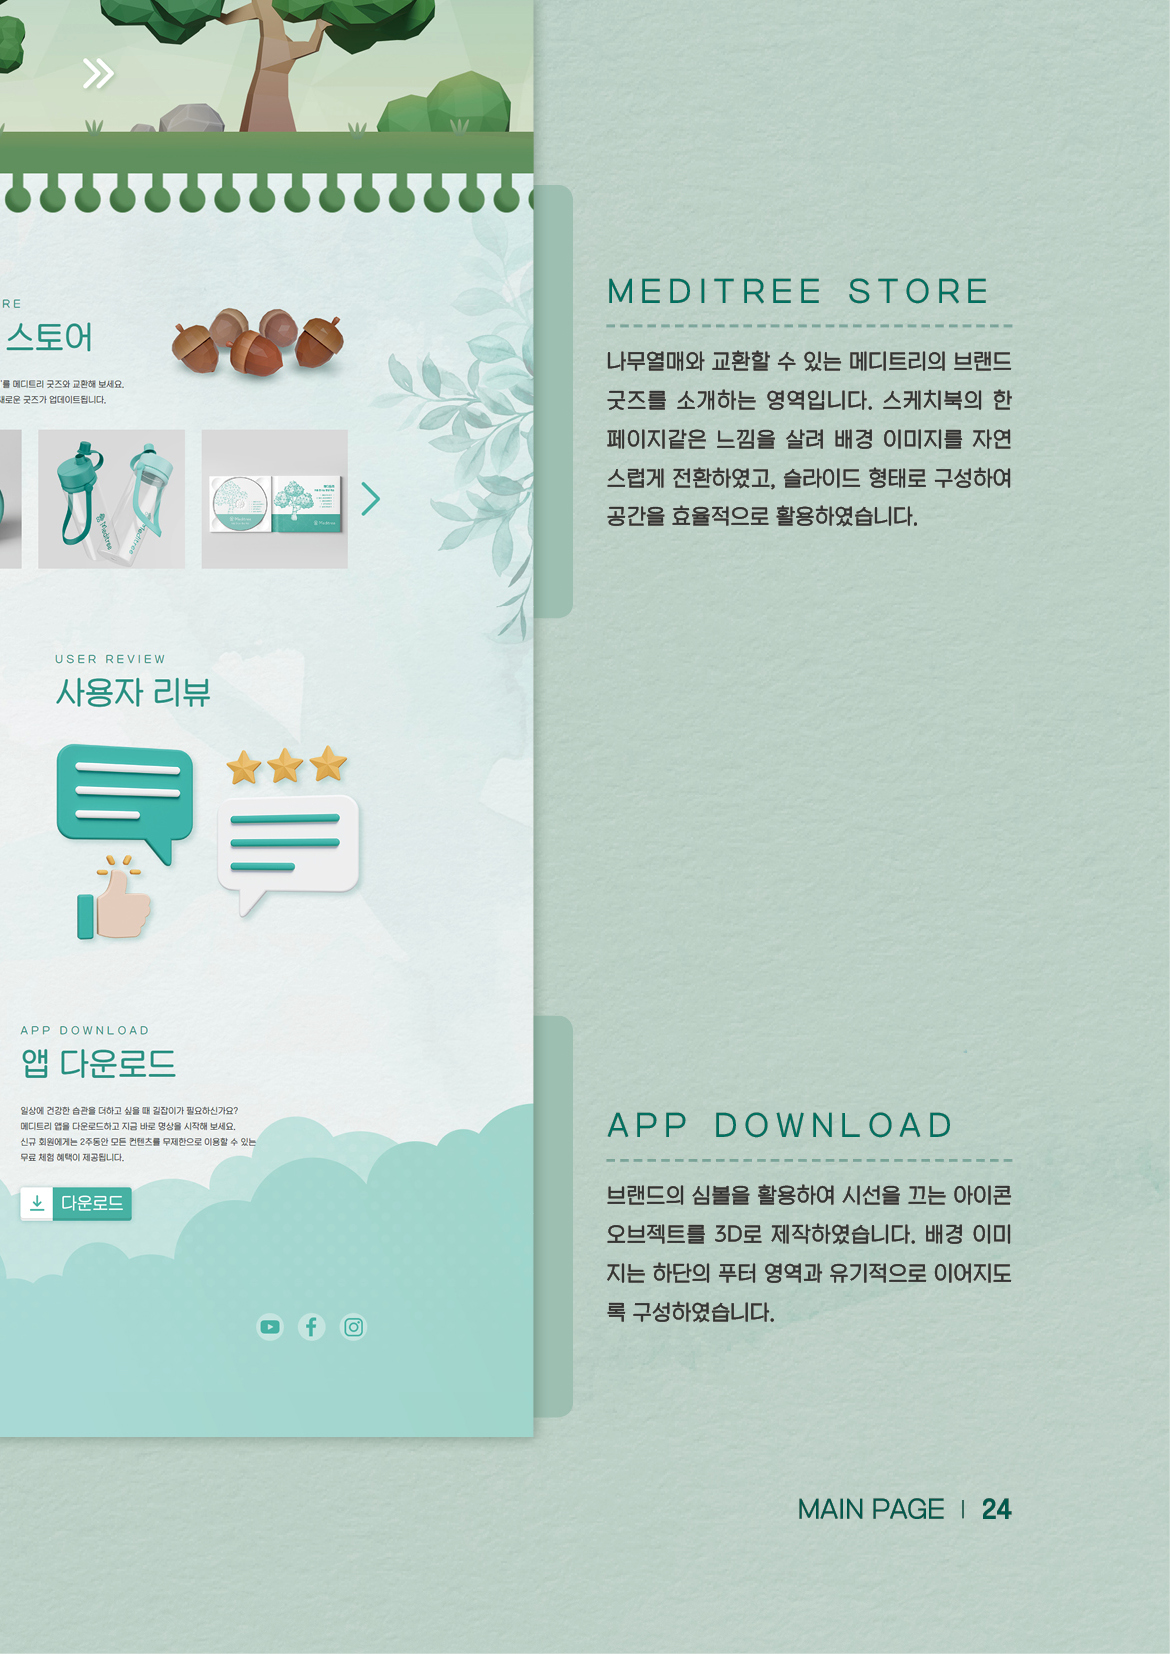 RE
스토어
를 메디트리 굿즈와 교환해 보세요.
새로운 굿즈가 업데이트됩니다.
Meditree
Meditree
USER REVIEW
사용자 리뷰
APP DOWNLOAD
앱 다운로드
일상에 건강한 습관을 더하고 싶을 때 길잡이가 필요하신가요?
메디트리 앱을 다운로드하고 지금 바로 명상을 시작해 보세요.
신규 회원에게는 2주동안 모든 컨텐츠를 무제한으로 이용할 수 있는
무료 체험 혜택이 제공됩니다.
다운로드
MEDITREE STORE
나무열매와 교환할 수 있는 메디트리의 브랜드
굿즈를 소개하는 영역입니다. 스케치북의 한
페이지같은 느낌을 살려 배경 이미지를 자연
스럽게 전환하였고, 슬라이드 형태로 구성하여
공간을 효율적으로 활용하였습니다.
APP DOWNLOAD
브랜드의 심볼을 활용하여 시선을 끄는 아이콘
오브젝트를 3D로 제작하였습니다. 배경 이미
지는 하단의 푸터 영역과 유기적으로 이어지도
록 구성하였습니다.
MAIN PAGE | 24